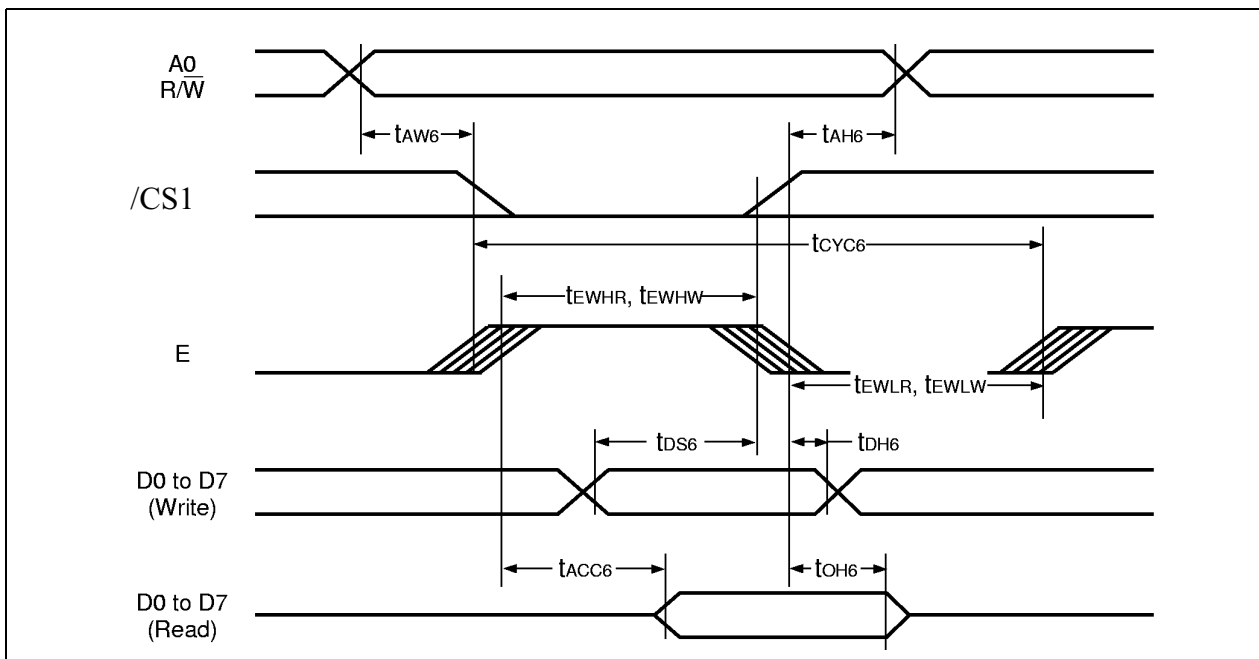 A0
R/W̅
tAW6
tAH6
/CS1
tCYC6
tEWHR, tEWHW
E
tEWLR, tEWLW
tDS6
tDH6
D0 to D7
(Write)
tACC6
tOH6
D0 to D7
(Read)